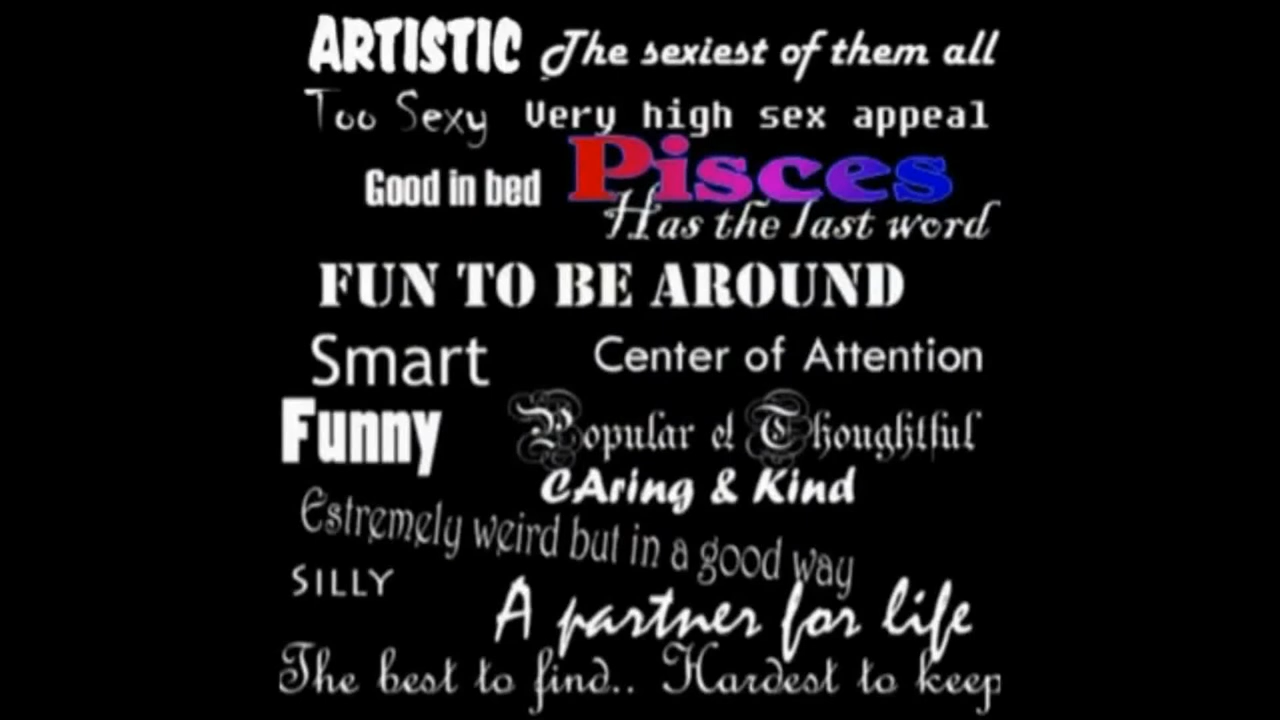 ARTISTIC The sexiest of them all
Too Sexy Very high sex appeal
Good in bed Pisces
Has the last word
FUN TO BE AROUND
Smart Center of Attention
Funny Popular & Thoughtful
CAring & Kind
Estremely weird but in a good way
SILLY A partner for life
The best to find.. Hardest to keep